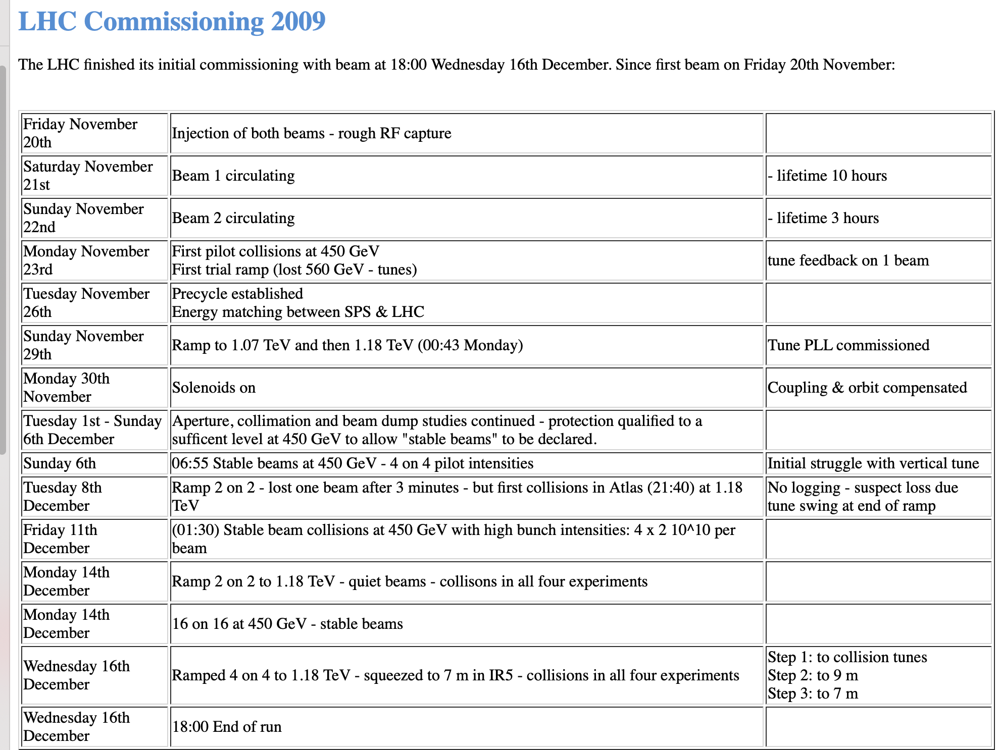 LHC Commissioning 2009
The LHC finished its initial commissioning with beam at 18:00 Wednesday 16th December. Since first beam on Friday 20th November:
Friday November
20th
Injection of both beams - rough RF capture
Saturday November
21st
Beam 1 circulating
- lifetime 10 hours
Sunday November
22nd
Beam 2 circulating
- lifetime 3 hours
Monday November
23rd
First pilot collisions at 450 GeV
First trial ramp (lost 560 GeV - tunes)
tune feedback on 1 beam
Tuesday November
26th
Precycle established
Energy matching between SPS & LHC
Sunday November
29th
Ramp to 1.07 TeV and then 1.18 TeV (00:43 Monday)
Tune PLL commissioned
Monday 30th
November
Solenoids on
Coupling & orbit compensated
Tuesday 1st - Sunday
6th December
Aperture, collimation and beam dump studies continued - protection qualified to a
sufficent level at 450 GeV to allow "stable beams" to be declared.
Sunday 6th
06:55 Stable beams at 450 GeV - 4 on 4 pilot intensities
Initial struggle with vertical tune
Tuesday 8th
December
Ramp 2 on 2 - lost one beam after 3 minutes - but first collisions in Atlas (21:40) at 1.18
TeV
No logging - suspect loss due
tune swing at end of ramp
Friday 11th
December
(01:30) Stable beam collisions at 450 GeV with high bunch intensities: 4 x 2 10^10 per
beam
Monday 14th
December
Ramp 2 on 2 to 1.18 TeV - quiet beams - collisons in all four experiments
Monday 14th
December
16 on 16 at 450 GeV - stable beams
Wednesday 16th
December
Ramped 4 on 4 to 1.18 TeV - squeezed to 7 m in IR5 - collisions in all four experiments
Step 1: to collision tunes
Step 2: to 9 m
Step 3: to 7 m
Wednesday 16th
December
18:00 End of run